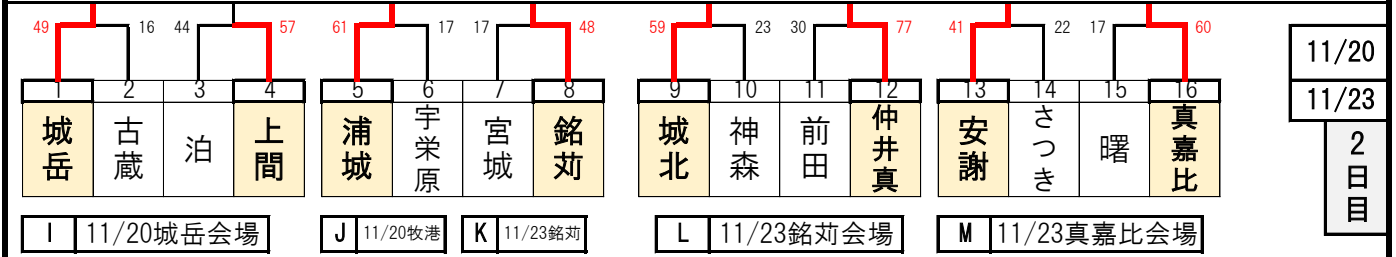 49 16 44 57 61 17 17 48 59 23 30 77 41 22 17 60
11/20
1 2 3 4 5 6 7 8 9 10 11 12 13 14 15 16
11/23
城岳 古蔵 泊 上間 浦城 宇栄原 宮城 銘苅 城北 神森 前田 仲井真 安謝 さつき 曙 真嘉比
2日目
I 11/20城岳会場 J 11/20牧港 K 11/23銘苅 L 11/23銘苅会場 M 11/23真嘉比会場